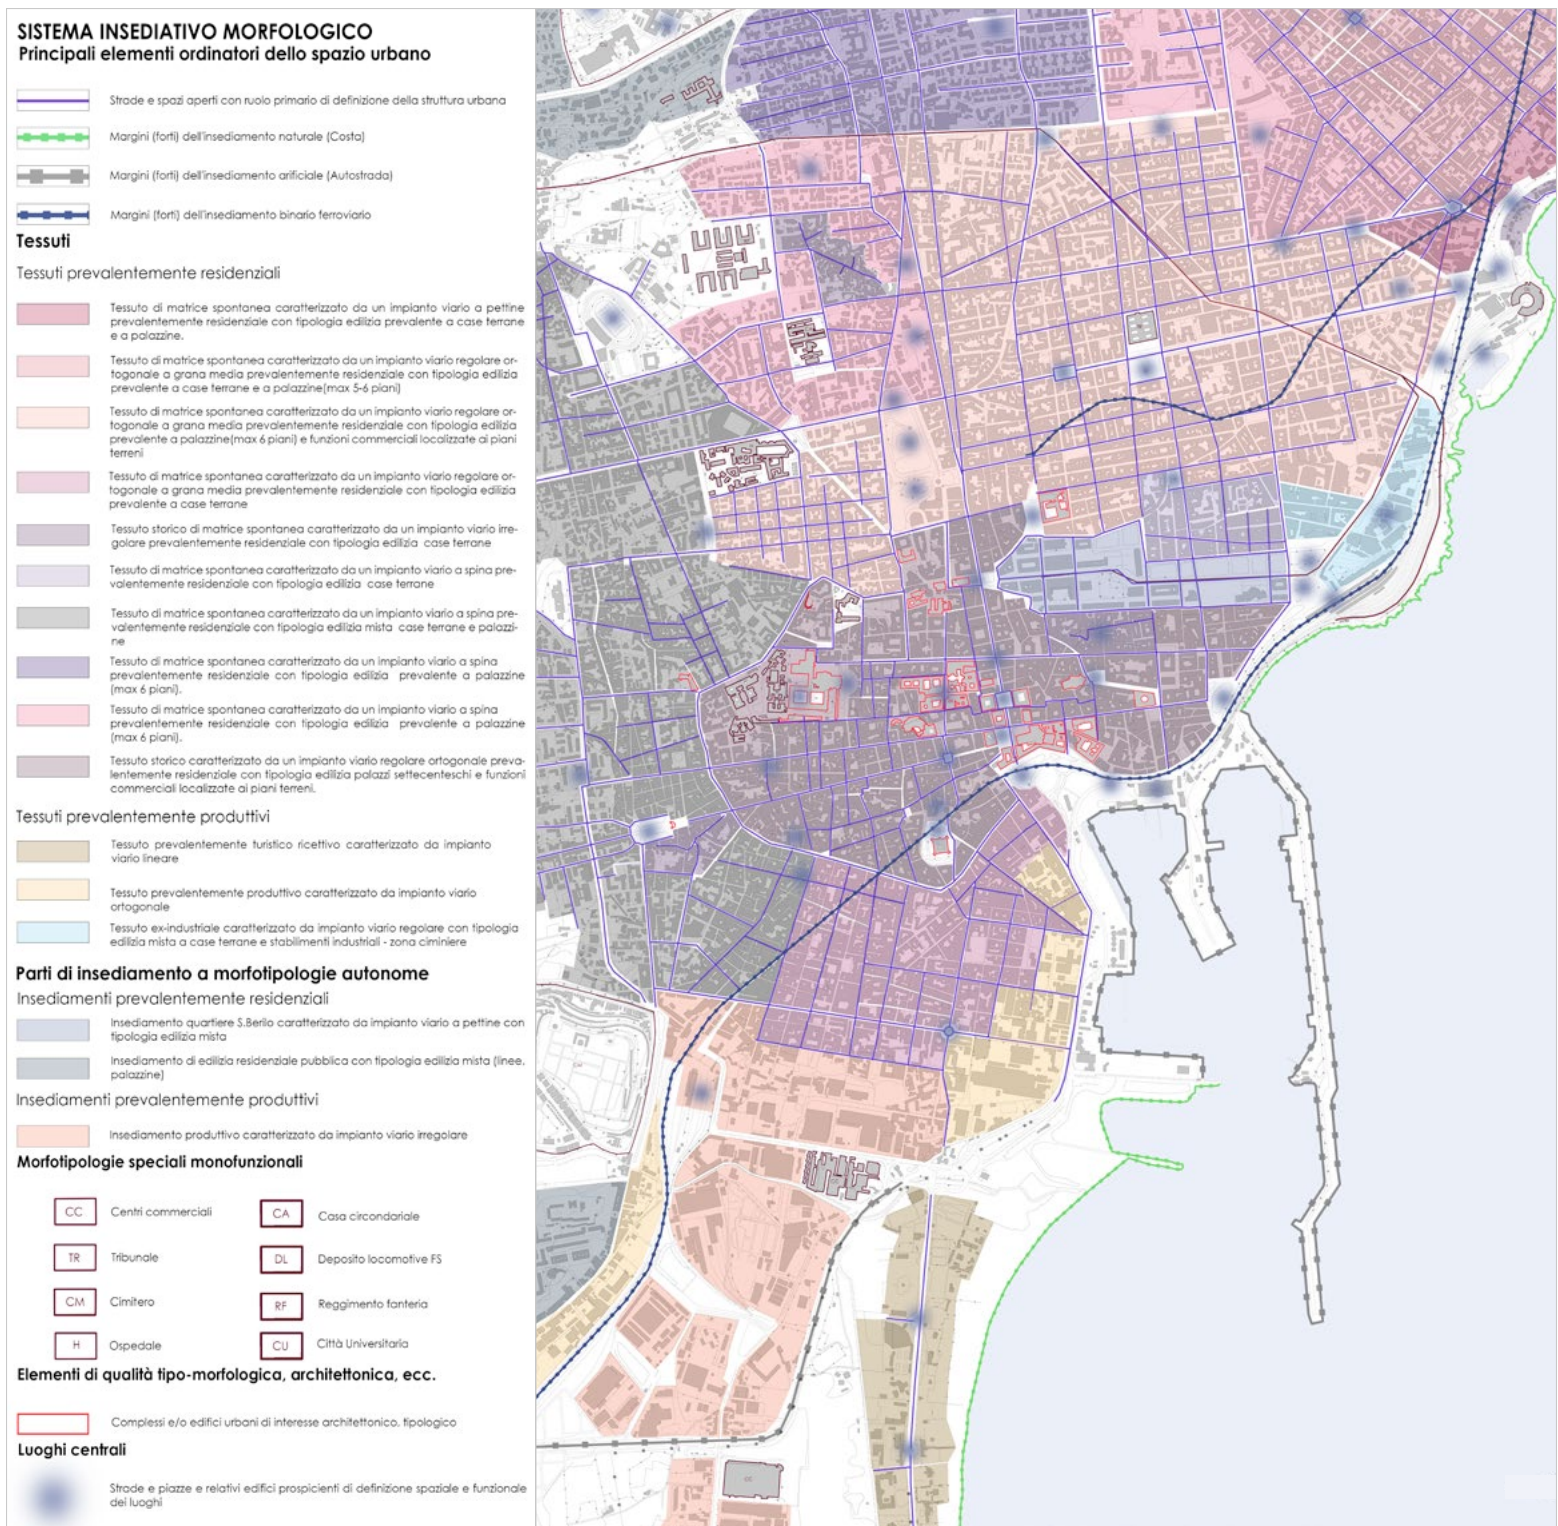 SISTEMA INSEDIATIVO MORFOLOGICO
Principali elementi ordinatori dello spazio urbano
Strade e spazi aperti con ruolo primario di definizione della struttura urbana
Margini (forti) dell'insediamento naturale (Costa)
Margini (forti) dell'insediamento arificiale (Autostrada)
Margini (forti) dell'insediamento binario ferroviario
Tessuti
Tessuti prevalentemente residenziali
Tessuto di matrice spontanea caratterizzato da un impianto viario a pettine
prevalentemente residenziale con tipologia edilizia prevalente a case terrane
e a palazzine.
Tessuto di matrice spontanea caratterizzato da un impianto viario regolare or-
togonale a grana media prevalentemente residenziale con tipologia edilizia
prevalente a case terrane e a palazzine(max 5-6 piani)
Tessuto di matrice spontanea caratterizzato da un impianto viario regolare or-
togonale a grana media prevalentemente residenziale con tipologia edilizia
prevalente a palazzine(max 6 piani) e funzioni commerciali localizzate ai piani
terreni
Tessuto di matrice spontanea caratterizzato da un impianto viario regolare or-
togonale a grana media prevalentemente residenziale con tipologia edilizia
prevalente a case terrane
Tessuto storico di matrice spontanea caratterizzato da un impianto viario irre-
golare prevalentemente residenziale con tipologia edilizia case terrane
Tessuto di matrice spontanea caratterizzato da un impianto viario a spina pre-
valentemente residenziale con tipologia edilizia case terrane
Tessuto di matrice spontanea caratterizzato da un impianto viario a spina pre-
valentemente residenziale con tipologia edilizia mista case terrane e palazzi-
ne
Tessuto di matrice spontanea caratterizzato da un impianto viario a spina
prevalentemente residenziale con tipologia edilizia prevalente a palazzine
(max 6 piani).
Tessuto di matrice spontanea caratterizzato da un impianto viario a spina
prevalentemente residenziale con tipologia edilizia prevalente a palazzine
(max 6 piani).
Tessuto storico caratterizzato da un impianto viario regolare ortogonale preva-
lentemente residenziale con tipologia edilizia palazzi settecenteschi e funzioni
commerciali localizzate ai piani terreni.
Tessuti prevalentemente produttivi
Tessuto prevalentemente turistico ricettivo caratterizzato da impianto
viario lineare
Tessuto prevalentemente produttivo caratterizzato da impianto viario
ortogonale
Tessuto ex-industriale caratterizzato da impianto viario regolare con tipologia
edilizia mista a case terrane e stabilimenti industriali - zona ciminiere
Parti di insediamento a morfotipologie autonome
Insediamenti prevalentemente residenziali
Insediamento quartiere S.Berilo caratterizzato da impianto viario a pettine con
tipologia edilizia mista
Insediamento di edilizia residenziale pubblica con tipologia edilizia mista (linee,
palazzine)
Insediamenti prevalentemente produttivi
Insediamento produttivo caratterizzato da impianto viario irregolare
Morfotipologie speciali monofunzionali
CC Centri commerciali CA Casa circondariale
TR Tribunale DL Deposito locomotive FS
CM Cimitero RF Reggimento fanteria
H Ospedale CU Città Universitaria
Elementi di qualità tipo-morfologica, architettonica, ecc.
Complessi e/o edifici urbani di interesse architettonico, tipologico
Luoghi centrali
Strade e piazze e relativi edifici prospicienti di definizione spaziale e funzionale
dei luoghi